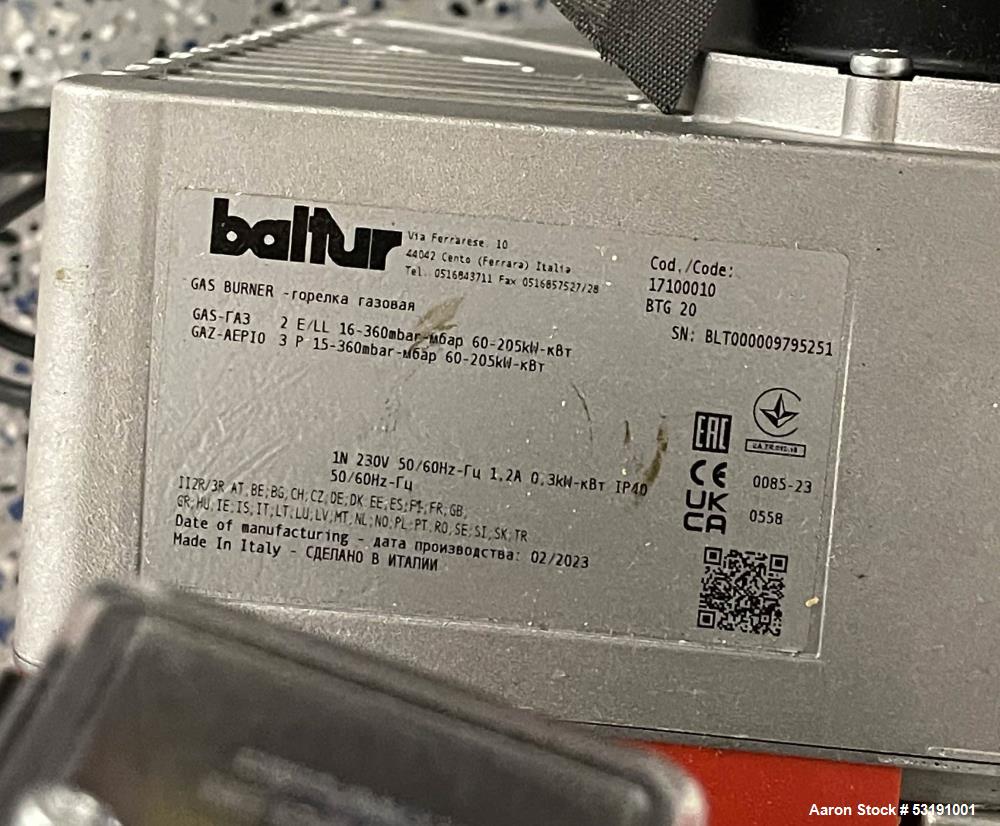 baltur
Via Ferrarese, 10
44042 Cento (Ferrara) Italia
Tel. 0516843711 Fax 0516857527/28
Cod./Code:
17100010
BTG 20
SN: BLT000009795251
GAS BURNER -горелка газовая
GAS-ГАЗ 2 E/LL 16-360mbar-мбар 60-205kW-кВт
GAZ-AEPIO 3 P 15-360mbar-мбар 60-205kW-кВт
1N 230V 50/60Hz-Гц 1,2A 0,3kW-кВт IP40
50/60Hz-Гц
II2R/3R AT,BE,BG,CH,CZ,DE,DK,EE,ES,FI,FR,GB,
GR,HU,IE,IS,IT,LT,LU,LV,MT,NL,NO,PL,PT,RO,SE,SI,SK,TR
Date of manufacturing - дата производства: 02/2023
Made In Italy - СДЕЛАНО В ИТАЛИИ
EAC
CE 0085-23
UK
CA 0558
Aaron Stock # 53191001